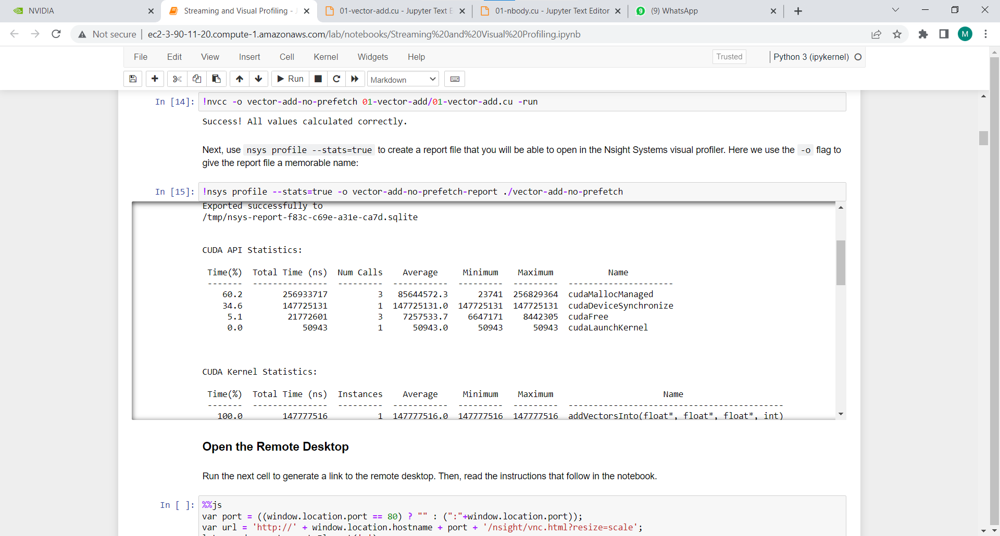 NVIDIA
Streaming and Visual Profiling - J
01-vector-add.cu - Jupyter Text E
01-nbody.cu - Jupyter Text Editor
9 (9) WhatsApp
Not secure ec2-3-90-11-20.compute-1.amazonaws.com/lab/notebooks/Streaming%20and%20Visual%20Profiling.ipynb
M
File Edit View Insert Cell Kernel Widgets Help Trusted Python 3 (ipykernel)
Run Markdown
In [14]: !nvcc -o vector-add-no-prefetch 01-vector-add/01-vector-add.cu -run
Success! All values calculated correctly.
Next, use nsys profile --stats=true to create a report file that you will be able to open in the Nsight Systems visual profiler. Here we use the -o flag to
give the report file a memorable name:
In [15]: !nsys profile --stats=true -o vector-add-no-prefetch-report ./vector-add-no-prefetch
Exported successfully to
/tmp/nsys-report-f83c-c69e-a31e-ca7d.sqlite
CUDA API Statistics:
Time(%) Total Time (ns) Num Calls Average Minimum Maximum Name
------- --------------- --------- ----------- --------- --------- ---------------------
60.2 256933717 3 85644572.3 23741 256829364 cudaMallocManaged
34.6 147725131 1 147725131.0 147725131 147725131 cudaDeviceSynchronize
5.1 21772601 3 7257533.7 6647171 8442305 cudaFree
0.0 50943 1 50943.0 50943 50943 cudaLaunchKernel
CUDA Kernel Statistics:
Time(%) Total Time (ns) Instances Average Minimum Maximum Name
------- --------------- --------- ----------- --------- --------- -------------------------------------------
100.0 147777516 1 147777516.0 147777516 147777516 addVectorsInto(float*, float*, float*, int)
Open the Remote Desktop
Run the next cell to generate a link to the remote desktop. Then, read the instructions that follow in the notebook.
In [ ]: %%js
var port = ((window.location.port == 80) ? "" : (":"+window.location.port));
var url = 'http://' + window.location.hostname + port + '/nsight/vnc.html?resize=scale';